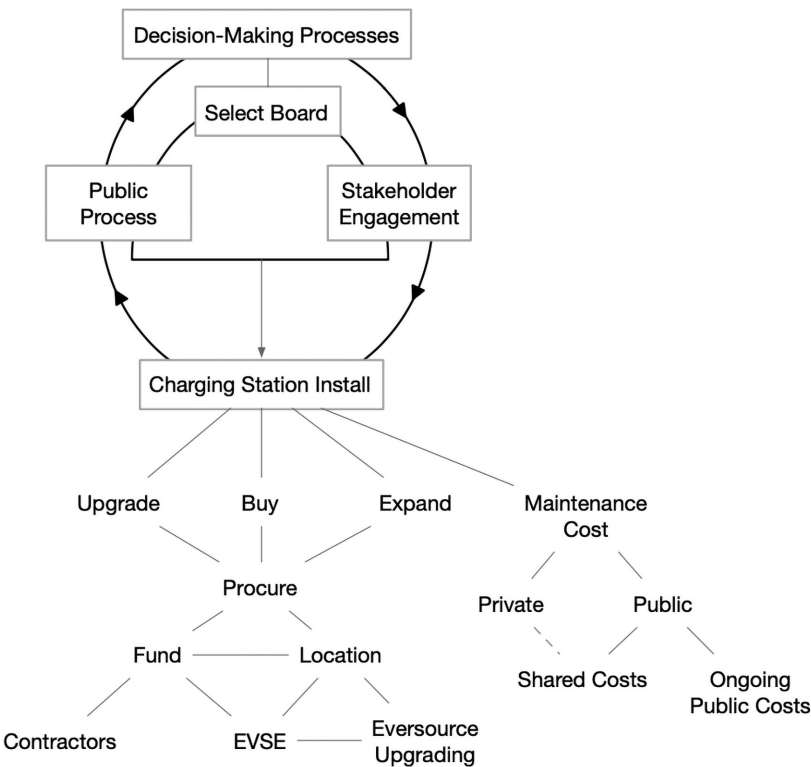 Decision-Making Processes
Select Board
Public
Process
Stakeholder
Engagement
Charging Station Install
Upgrade
Buy
Expand
Maintenance
Cost
Procure
Private
Public
Fund
Location
Shared Costs
Ongoing
Public Costs
Contractors
EVSE
Eversource
Upgrading